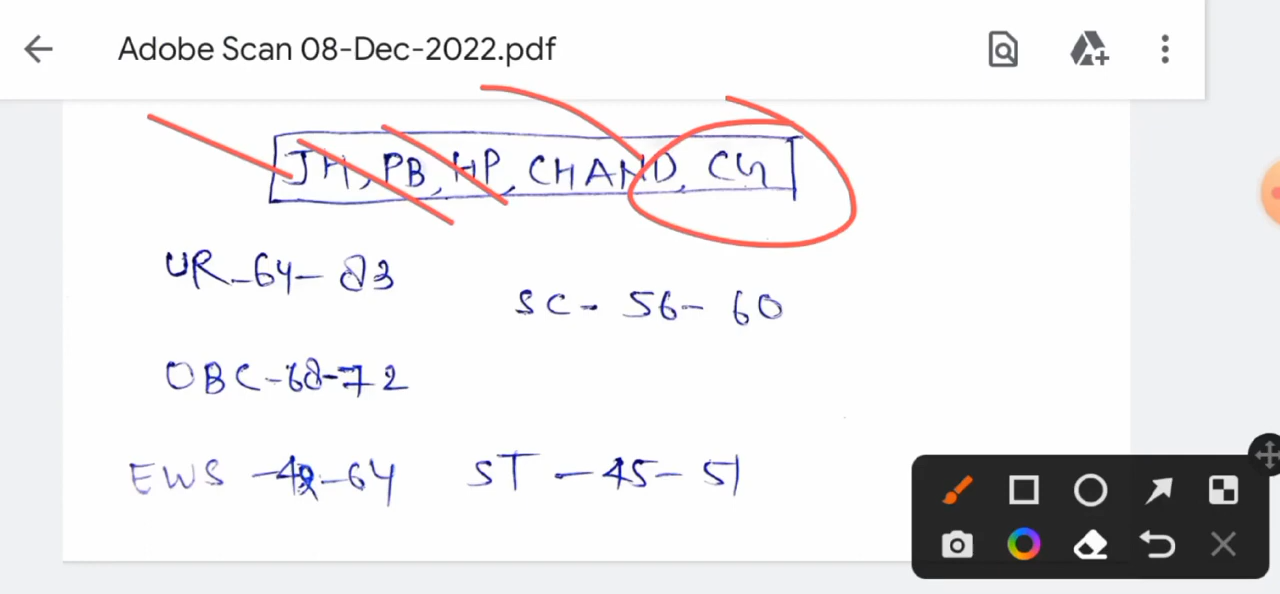 Adobe Scan 08-Dec-2022.pdf
JH, PB, HP, CHAND, CG
UR-64-83
SC - 56 - 60
OBC-68-72
EWS -64
ST - 45 - 51